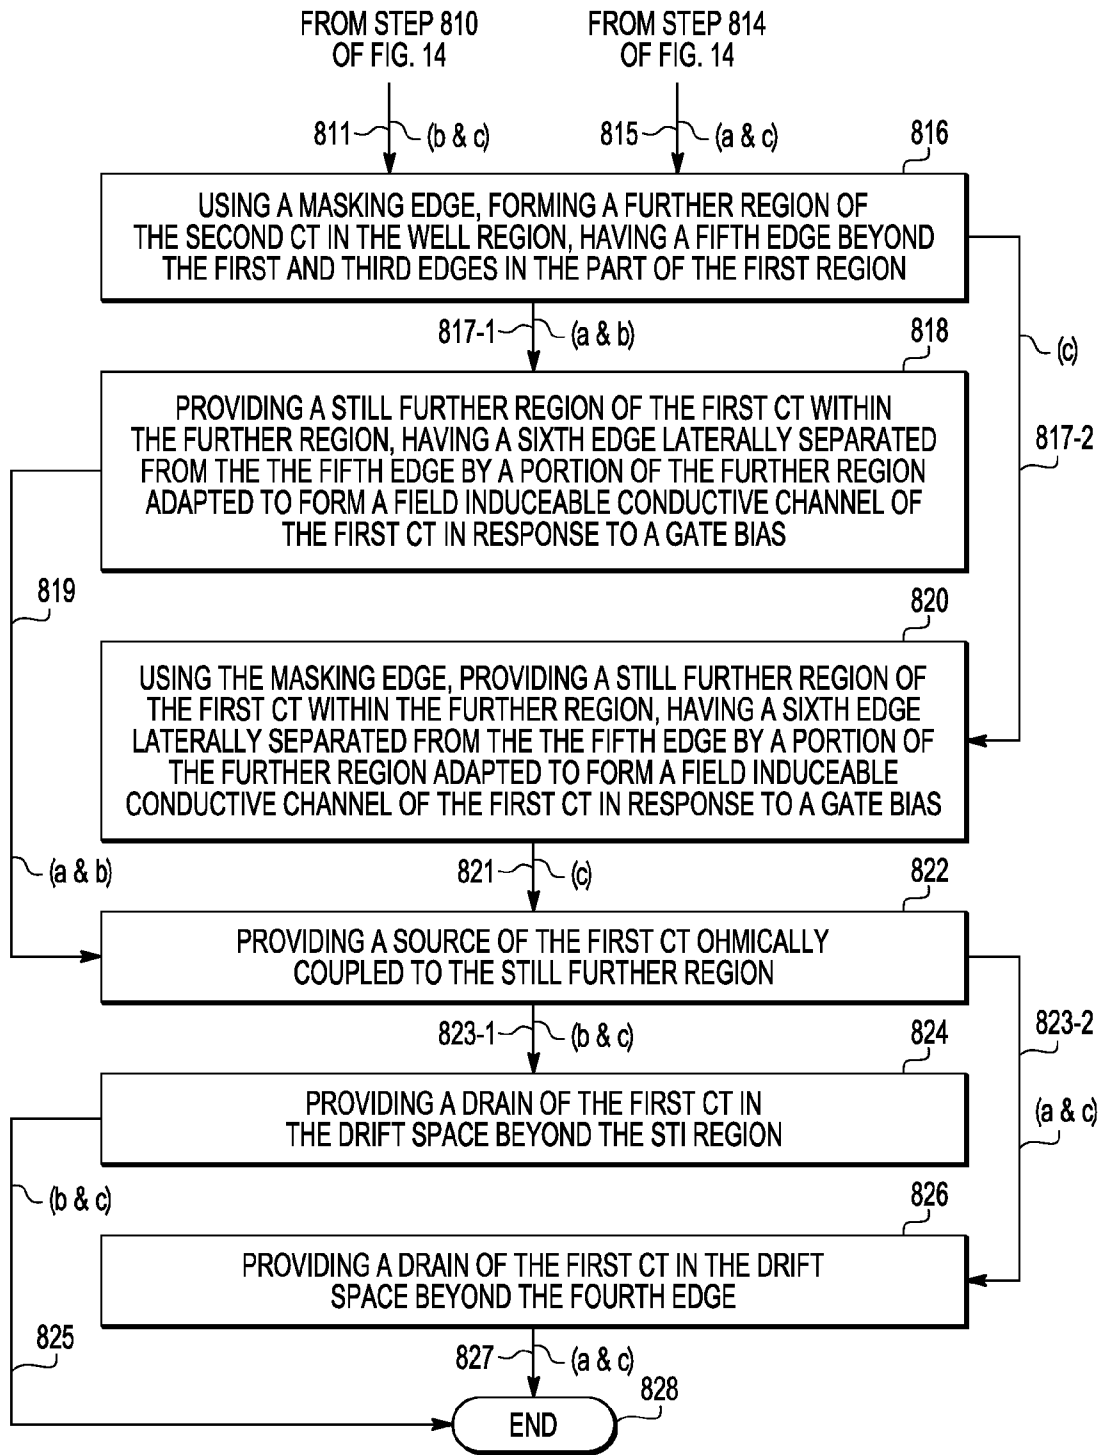 FROM STEP 810
OF FIG. 14
FROM STEP 814
OF FIG. 14
811
(b & c)
815
(a & c)
816
USING A MASKING EDGE, FORMING A FURTHER REGION OF
THE SECOND CT IN THE WELL REGION, HAVING A FIFTH EDGE BEYOND
THE FIRST AND THIRD EDGES IN THE PART OF THE FIRST REGION
817-1
(a & b)
818
(c)
817-2
PROVIDING A STILL FURTHER REGION OF THE FIRST CT WITHIN
THE FURTHER REGION, HAVING A SIXTH EDGE LATERALLY SEPARATED
FROM THE THE FIFTH EDGE BY A PORTION OF THE FURTHER REGION
ADAPTED TO FORM A FIELD INDUCEABLE CONDUCTIVE CHANNEL OF
THE FIRST CT IN RESPONSE TO A GATE BIAS
819
820
USING THE MASKING EDGE, PROVIDING A STILL FURTHER REGION OF
THE FIRST CT WITHIN THE FURTHER REGION, HAVING A SIXTH EDGE
LATERALLY SEPARATED FROM THE THE FIFTH EDGE BY A PORTION OF
THE FURTHER REGION ADAPTED TO FORM A FIELD INDUCEABLE
CONDUCTIVE CHANNEL OF THE FIRST CT IN RESPONSE TO A GATE BIAS
(a & b)
821
(c)
822
PROVIDING A SOURCE OF THE FIRST CT OHMICALLY
COUPLED TO THE STILL FURTHER REGION
823-1
(b & c)
824
823-2
PROVIDING A DRAIN OF THE FIRST CT IN
THE DRIFT SPACE BEYOND THE STI REGION
(a & c)
(b & c)
826
PROVIDING A DRAIN OF THE FIRST CT IN THE DRIFT
SPACE BEYOND THE FOURTH EDGE
825
827
(a & c)
828
END